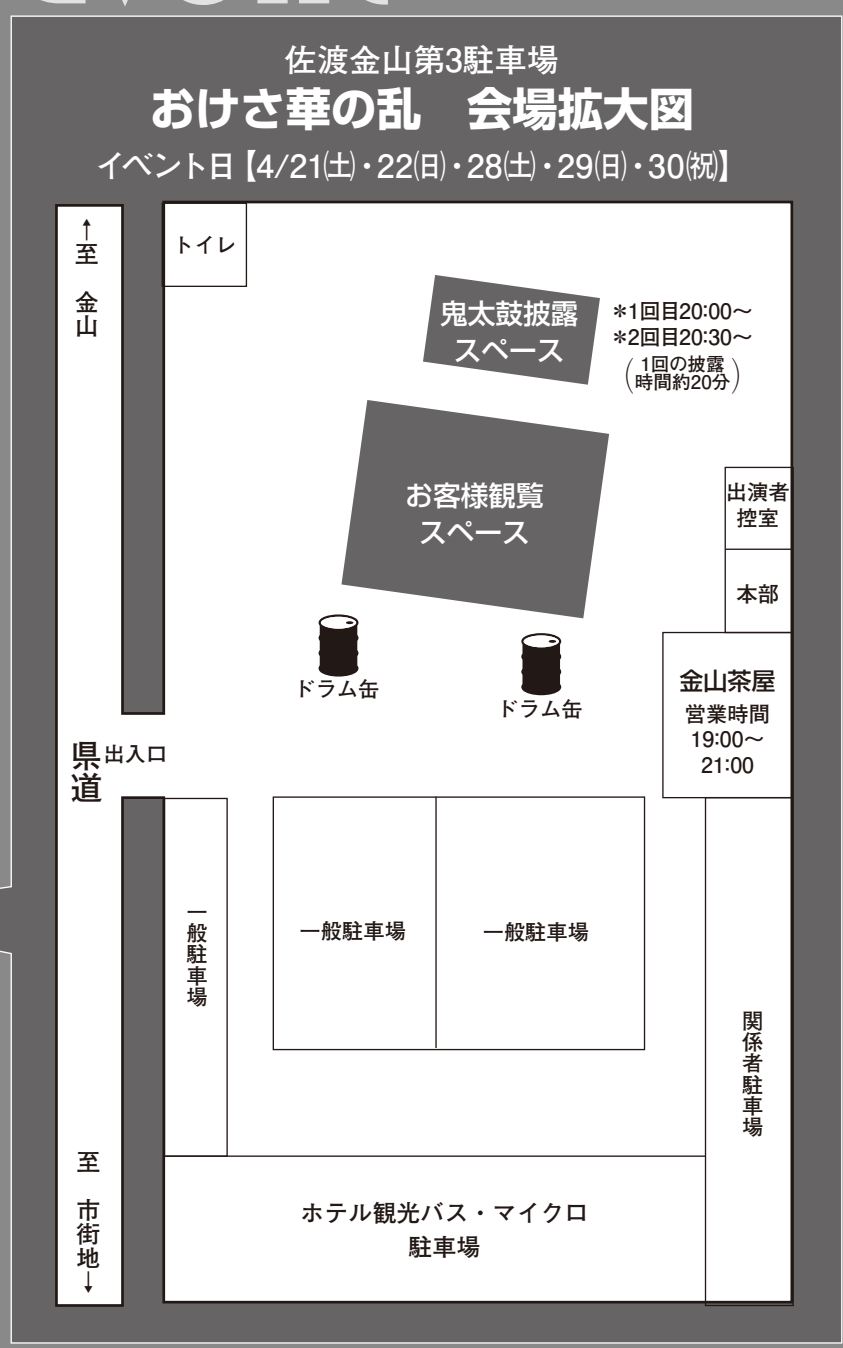 佐渡金山第3駐車場
おけさ華の乱　会場拡大図
イベント日【4/21(土)・22(日)・28(土)・29(日)・30(祝)】
←至　金山
トイレ
鬼太鼓披露
スペース
*1回目20:00～
*2回目20:30～
(1回の披露
時間約20分)
お客様観覧
スペース
出演者
控室
本部
ドラム缶
ドラム缶
金山茶屋
営業時間
19:00～
21:00
県道
出入口
一般駐車場
一般駐車場
一般駐車場
関係者駐車場
至　市街地→
ホテル観光バス・マイクロ
駐車場